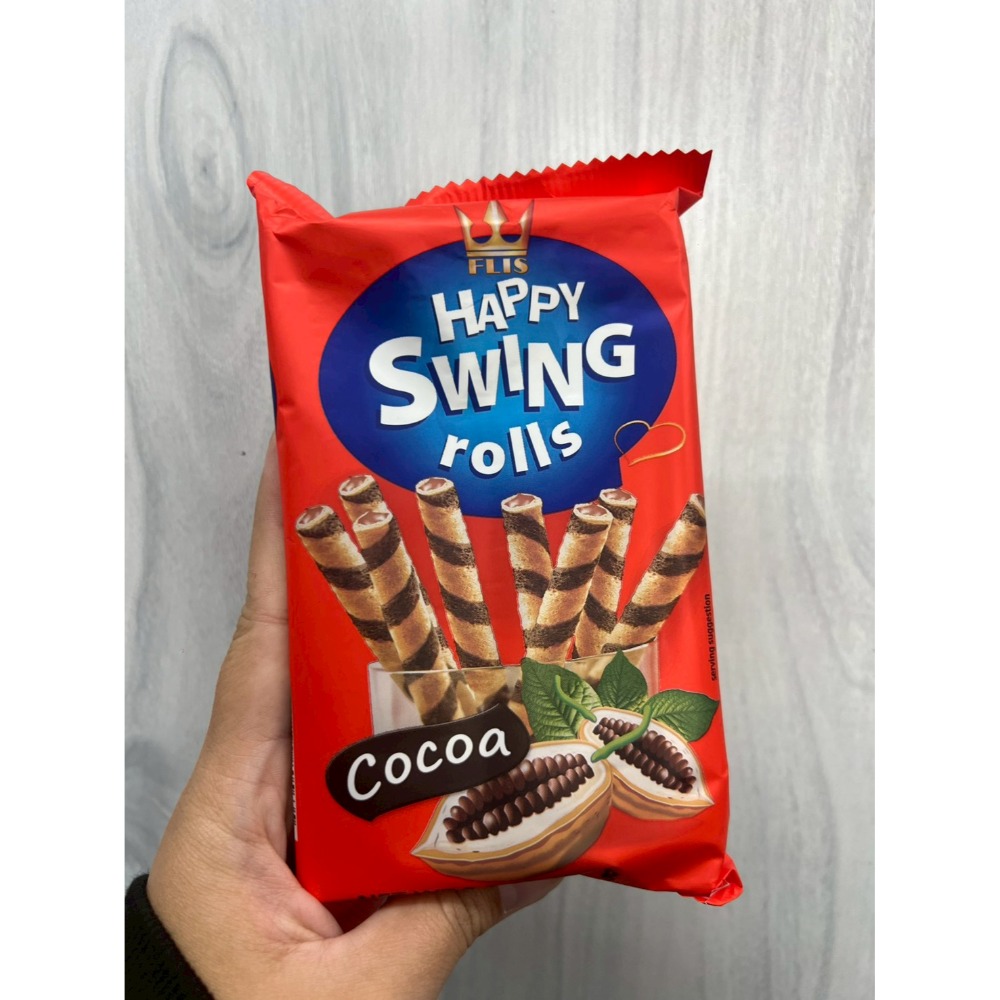 FLIS
HAPPY
SWING
rolls
serving suggestion
Cocoa